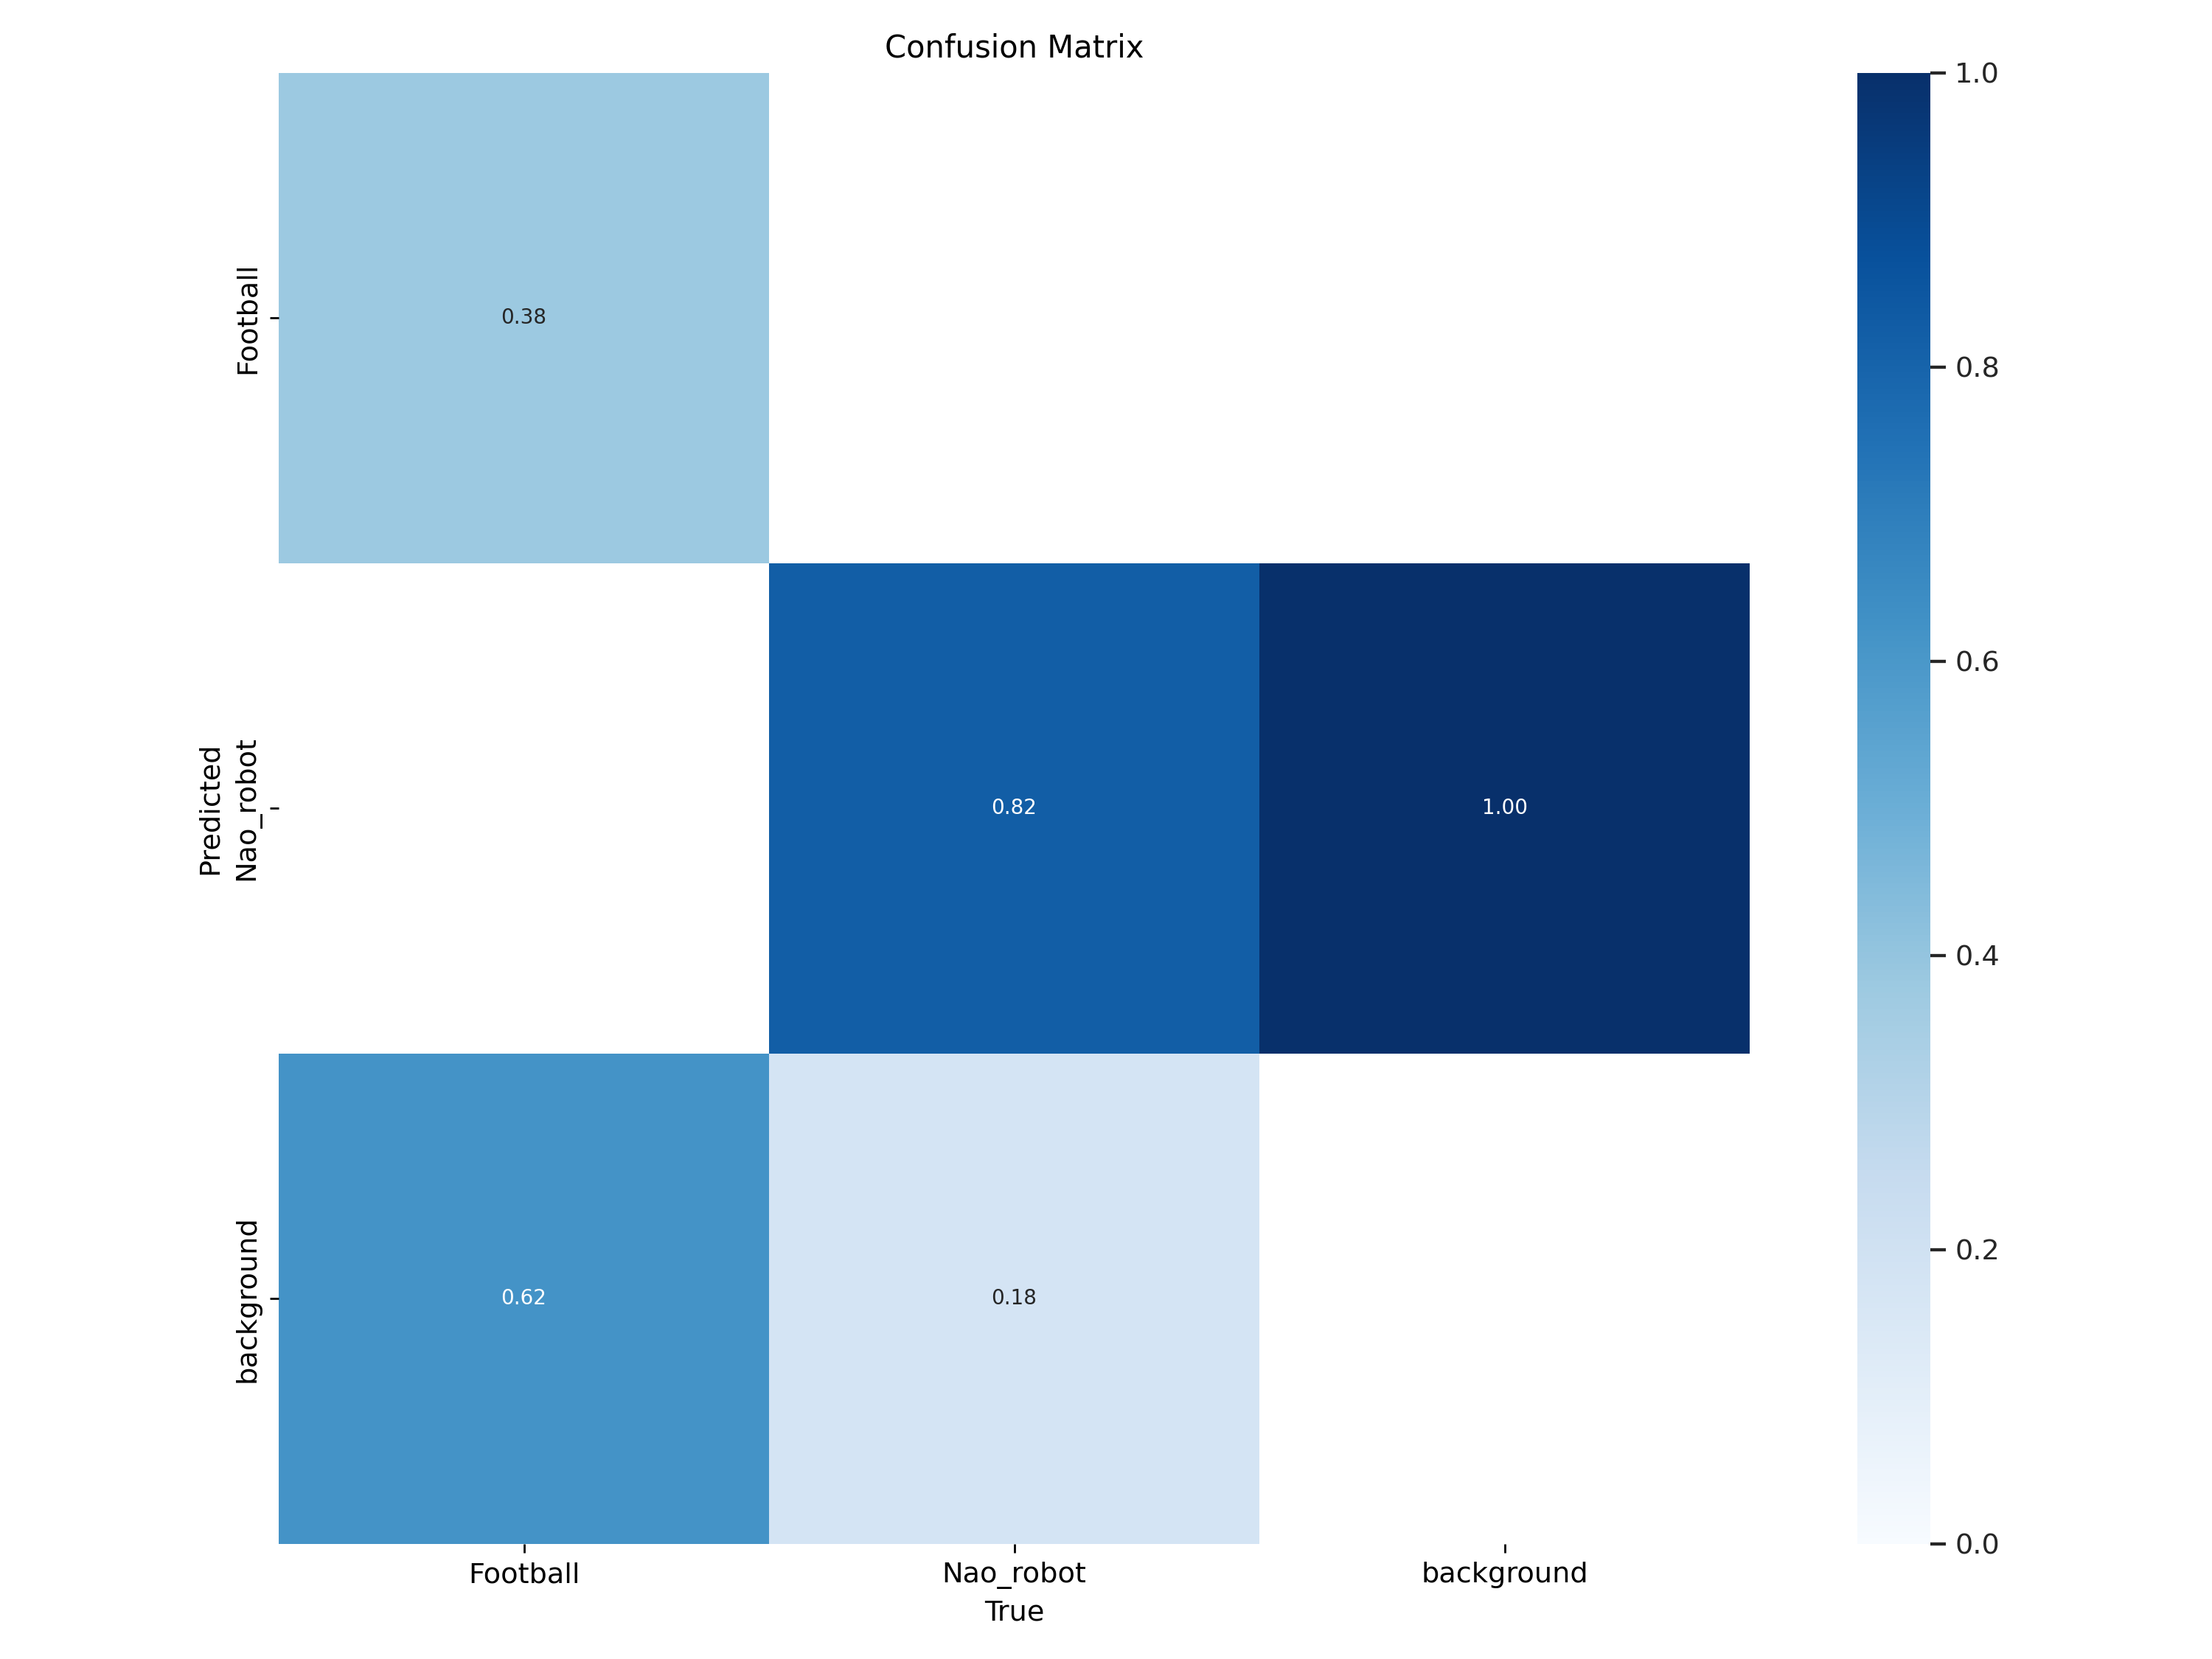 Confusion Matrix
1.0
Football
0.38
0.8
0.6
Predicted
Nao_robot
0.82
1.00
0.4
background
0.62
0.18
0.2
0.0
Football
Nao_robot
background
True